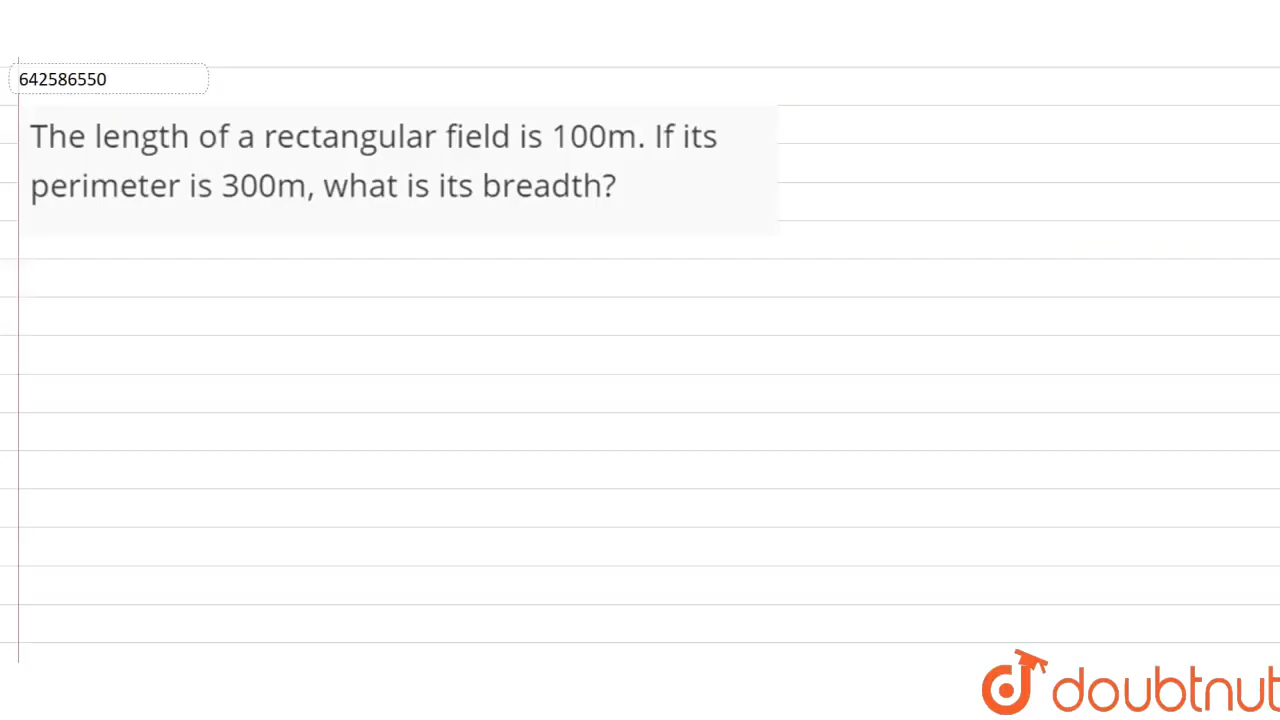 642586550
The length of a rectangular field is 100m. If its
perimeter is 300m, what is its breadth?
doubtnut